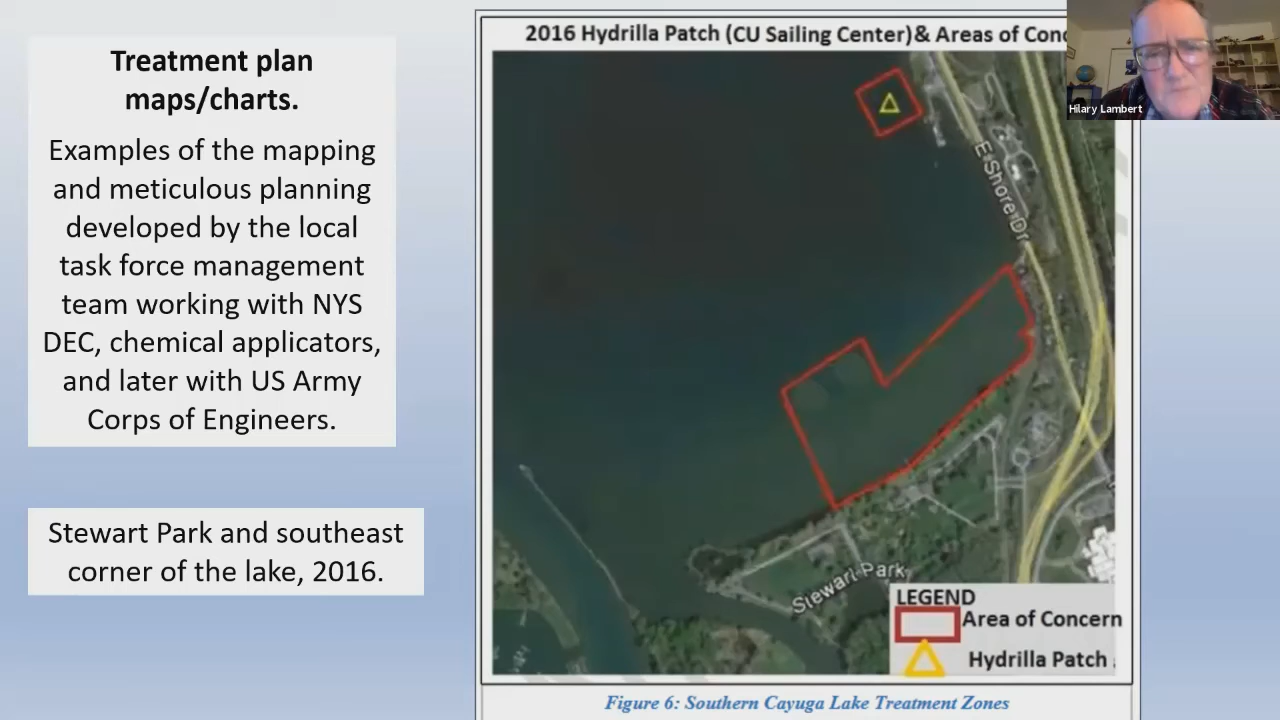 Treatment plan
maps/charts.
Examples of the mapping
and meticulous planning
developed by the local
task force management
team working with NYS
DEC, chemical applicators,
and later with US Army
Corps of Engineers.
Stewart Park and southeast
corner of the lake, 2016.
2016 Hydrilla Patch (CU Sailing Center)& Areas of Conc
Hilary Lambert
E Shore Dr
Stewart Park
LEGEND
Area of Concern
Hydrilla Patch
Figure 6: Southern Cayuga Lake Treatment Zones